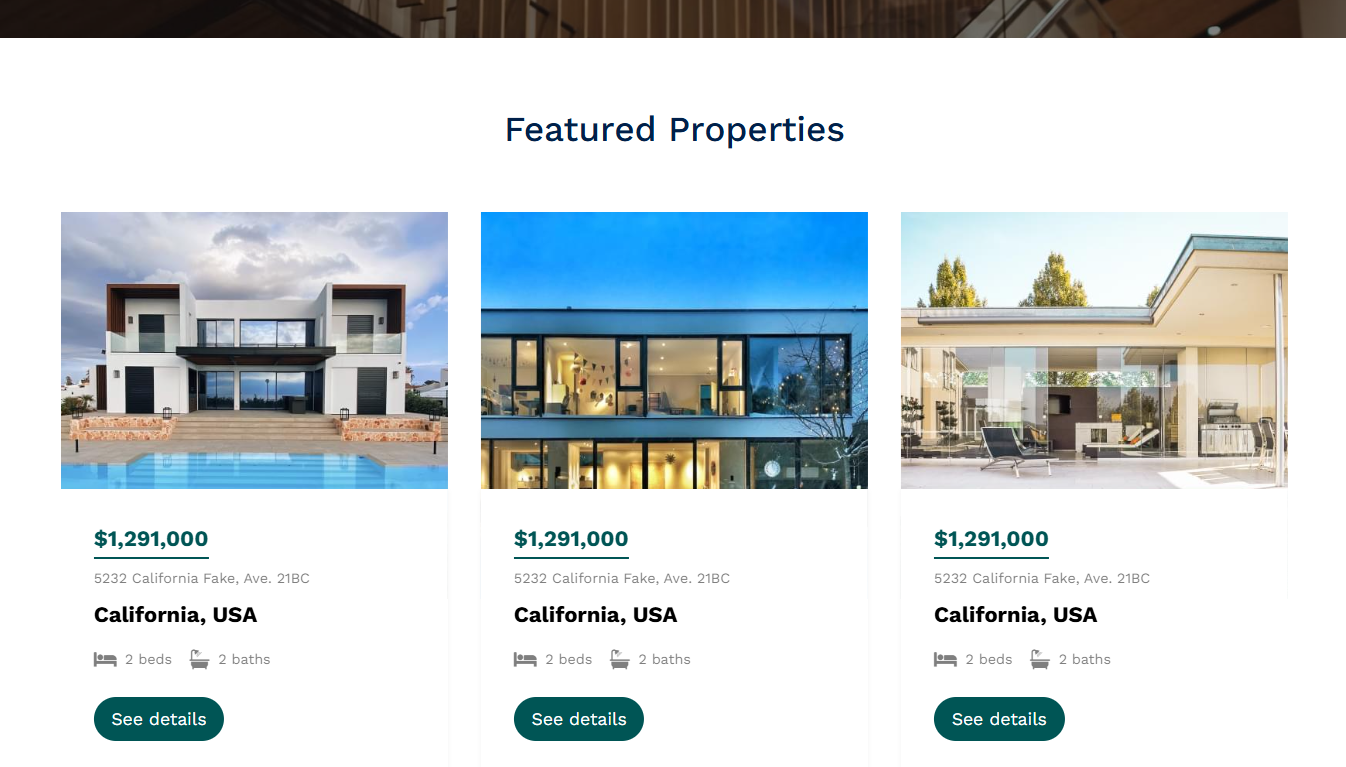 Featured Properties
$1,291,000
5232 California Fake, Ave. 21BC
California, USA
2 beds 2 baths
See details
$1,291,000
5232 California Fake, Ave. 21BC
California, USA
2 beds 2 baths
See details
$1,291,000
5232 California Fake, Ave. 21BC
California, USA
2 beds 2 baths
See details